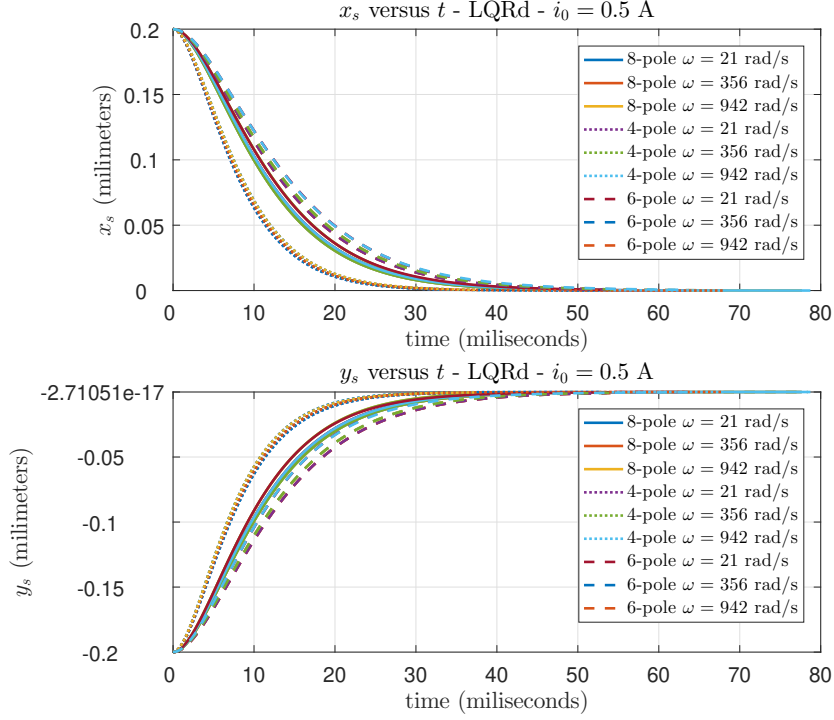 x_s versus t - LQRd - i_0 = 0.5 A
x_s (milimeters)
0.2
0.15
0.1
0.05
0
8-pole ω = 21 rad/s
8-pole ω = 356 rad/s
8-pole ω = 942 rad/s
4-pole ω = 21 rad/s
4-pole ω = 356 rad/s
4-pole ω = 942 rad/s
6-pole ω = 21 rad/s
6-pole ω = 356 rad/s
6-pole ω = 942 rad/s
0 10 20 30 40 50 60 70 80
time (miliseconds)
y_s versus t - LQRd - i_0 = 0.5 A
y_s (milimeters)
-2.71051e-17
-0.05
-0.1
-0.15
-0.2
8-pole ω = 21 rad/s
8-pole ω = 356 rad/s
8-pole ω = 942 rad/s
4-pole ω = 21 rad/s
4-pole ω = 356 rad/s
4-pole ω = 942 rad/s
6-pole ω = 21 rad/s
6-pole ω = 356 rad/s
6-pole ω = 942 rad/s
0 10 20 30 40 50 60 70 80
time (miliseconds)